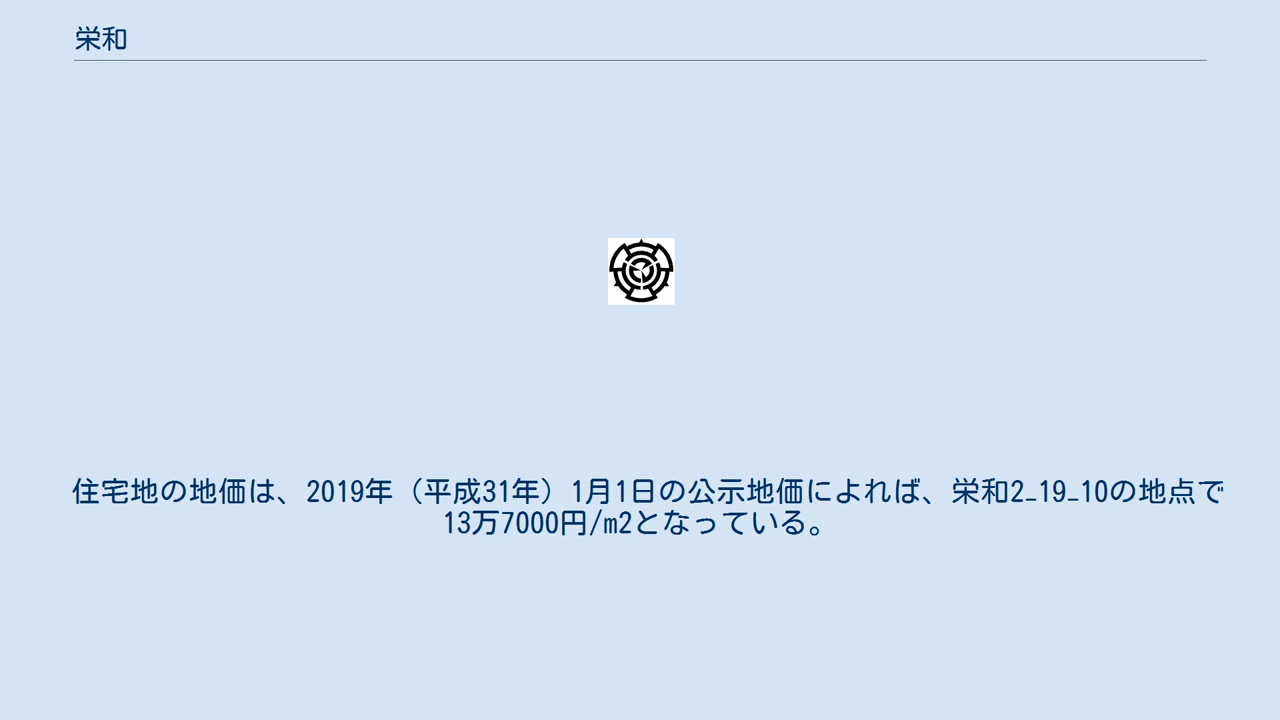 栄和
住宅地の地価は、2019年（平成31年）1月1日の公示地価によれば、栄和2_19_10の地点で
13万7000円/m2となっている。